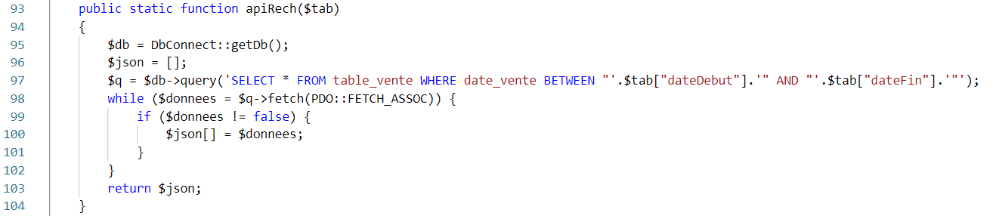 93 public static function apiRech($tab)
94 {
95 $db = DbConnect::getDb();
96 $json = [];
97 $q = $db->query('SELECT * FROM table_vente WHERE date_vente BETWEEN "'.$tab["dateDebut"].'" AND "'.$tab["dateFin"].'"');
98 while ($donnees = $q->fetch(PDO::FETCH_ASSOC)) {
99 if ($donnees != false) {
100 $json[] = $donnees;
101 }
102 }
103 return $json;
104 }